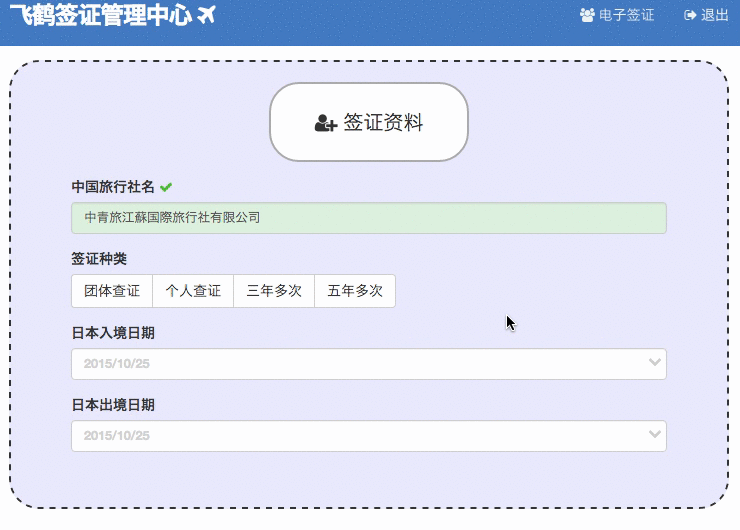 飞鹤签证管理中心
电子签证
退出
签证资料
中国旅行社名
中青旅江蘇国際旅行社有限公司
签证种类
团体查证 个人查证 三年多次 五年多次
日本入境日期
2015/10/25
日本出境日期
2015/10/25